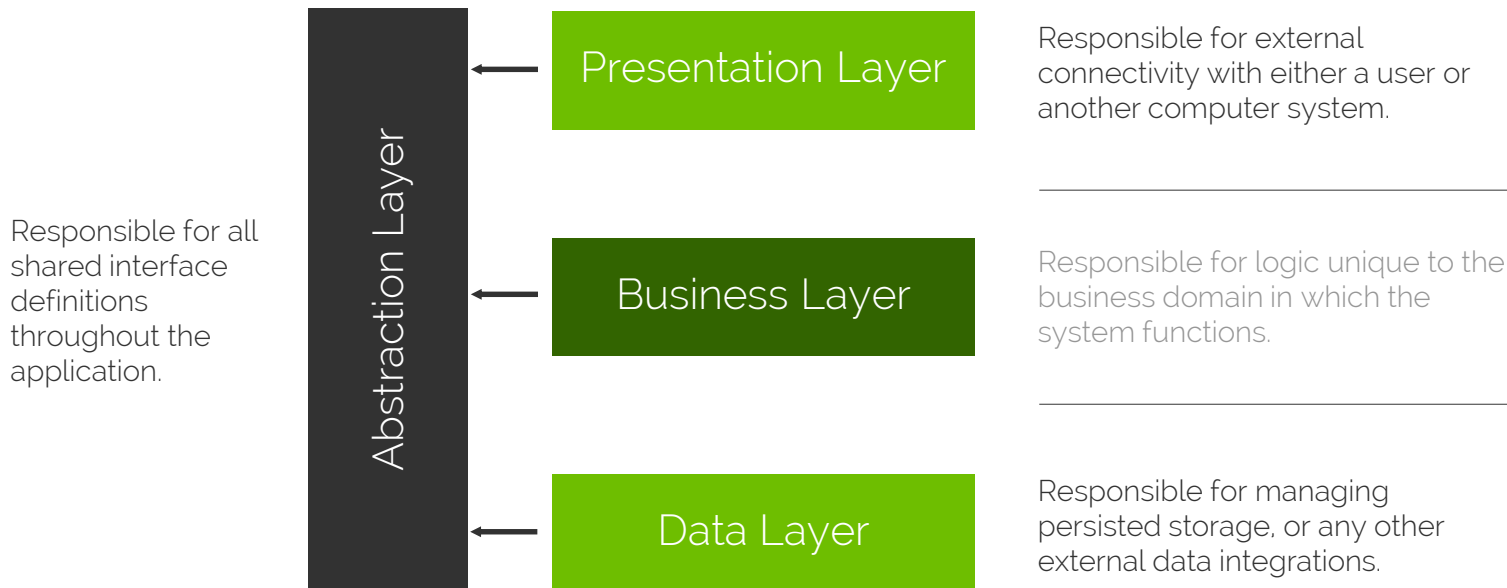 Responsible for all
shared interface
definitions
throughout the
application.
Abstraction Layer
Presentation Layer
Responsible for external
connectivity with either a user or
another computer system.
Business Layer
Responsible for logic unique to the
business domain in which the
system functions.
Data Layer
Responsible for managing
persisted storage, or any other
external data integrations.